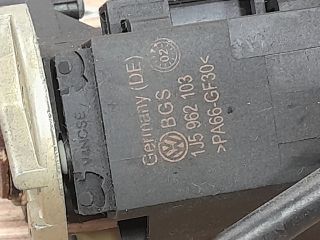 Germany (DE)
BGS
1J5 962 103
>PA66-GF30<